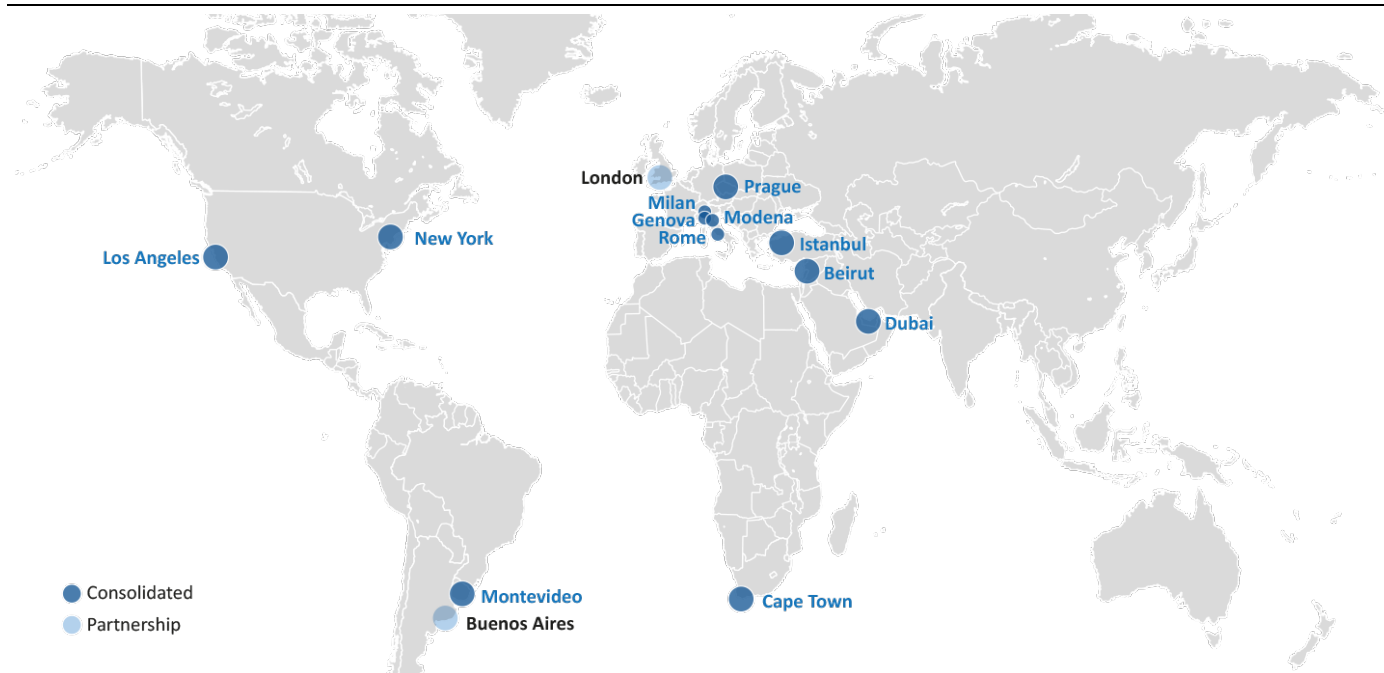 London
Prague
Milan
Genova
Modena
Rome
New York
Istanbul
Los Angeles
Beirut
Dubai
Consolidated
Montevideo
Cape Town
Partnership
Buenos Aires